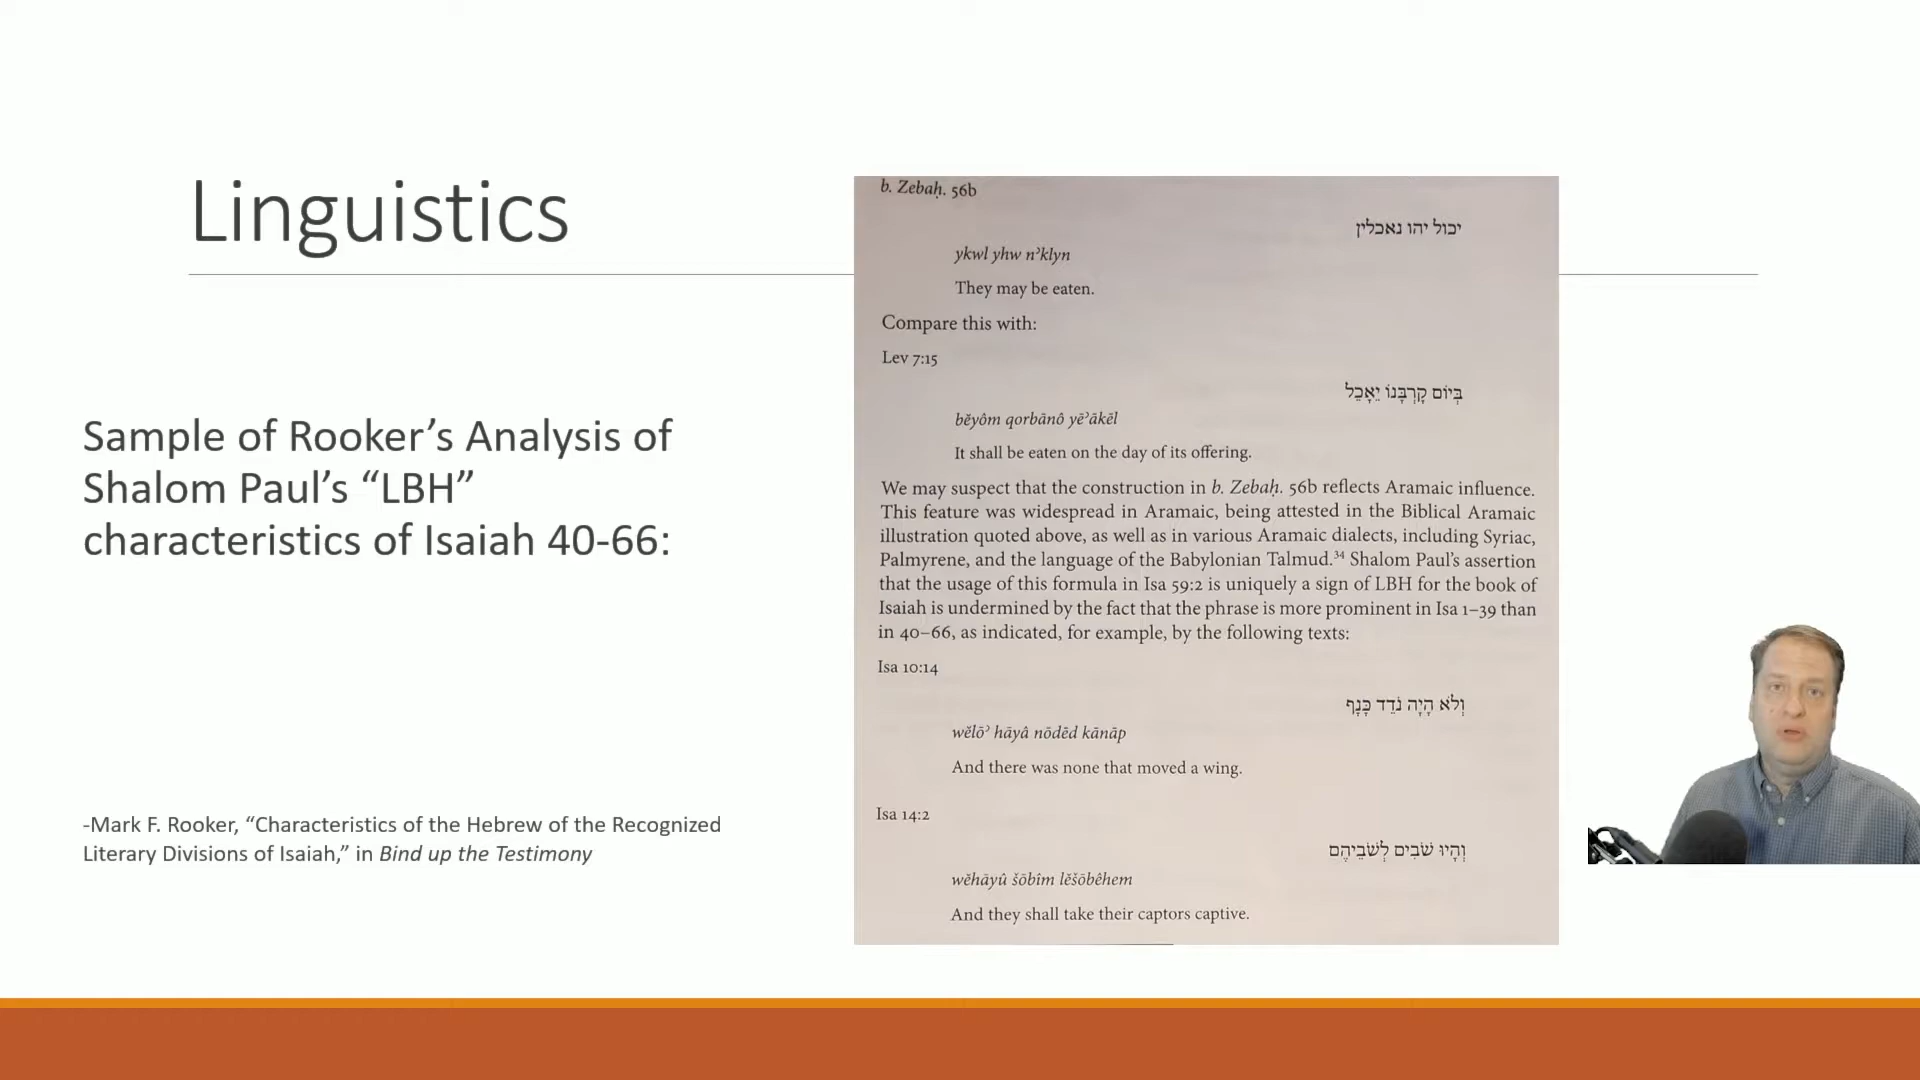 Linguistics
Sample of Rooker’s Analysis of
Shalom Paul’s “LBH”
characteristics of Isaiah 40-66:
-Mark F. Rooker, “Characteristics of the Hebrew of the Recognized
Literary Divisions of Isaiah,” in Bind up the Testimony
b. Zebaḥ. 56b
יכול יהו נאכלין
ykwl yhw nʾklyn
They may be eaten.
Compare this with:
Lev 7:15
בְּיוֹם קָרְבָּנוֹ יֵאָכֵל
bĕyôm qorbānô yēʾākēl
It shall be eaten on the day of its offering.
We may suspect that the construction in b. Zebaḥ. 56b reflects Aramaic influence.
This feature was widespread in Aramaic, being attested in the Biblical Aramaic
illustration quoted above, as well as in various Aramaic dialects, including Syriac,
Palmyrene, and the language of the Babylonian Talmud.³⁴ Shalom Paul’s assertion
that the usage of this formula in Isa 59:2 is uniquely a sign of LBH for the book of
Isaiah is undermined by the fact that the phrase is more prominent in Isa 1–39 than
in 40–66, as indicated, for example, by the following texts:
Isa 10:14
וְלֹא הָיָה נֹדֵד כָּנָף
wĕlōʾ hāyâ nōdēd kānāp
And there was none that moved a wing.
Isa 14:2
וְהָיוּ שֹׁבִים לְשֹׁבֵיהֶם
wĕhāyû šōbîm lĕšōbêhem
And they shall take their captors captive.